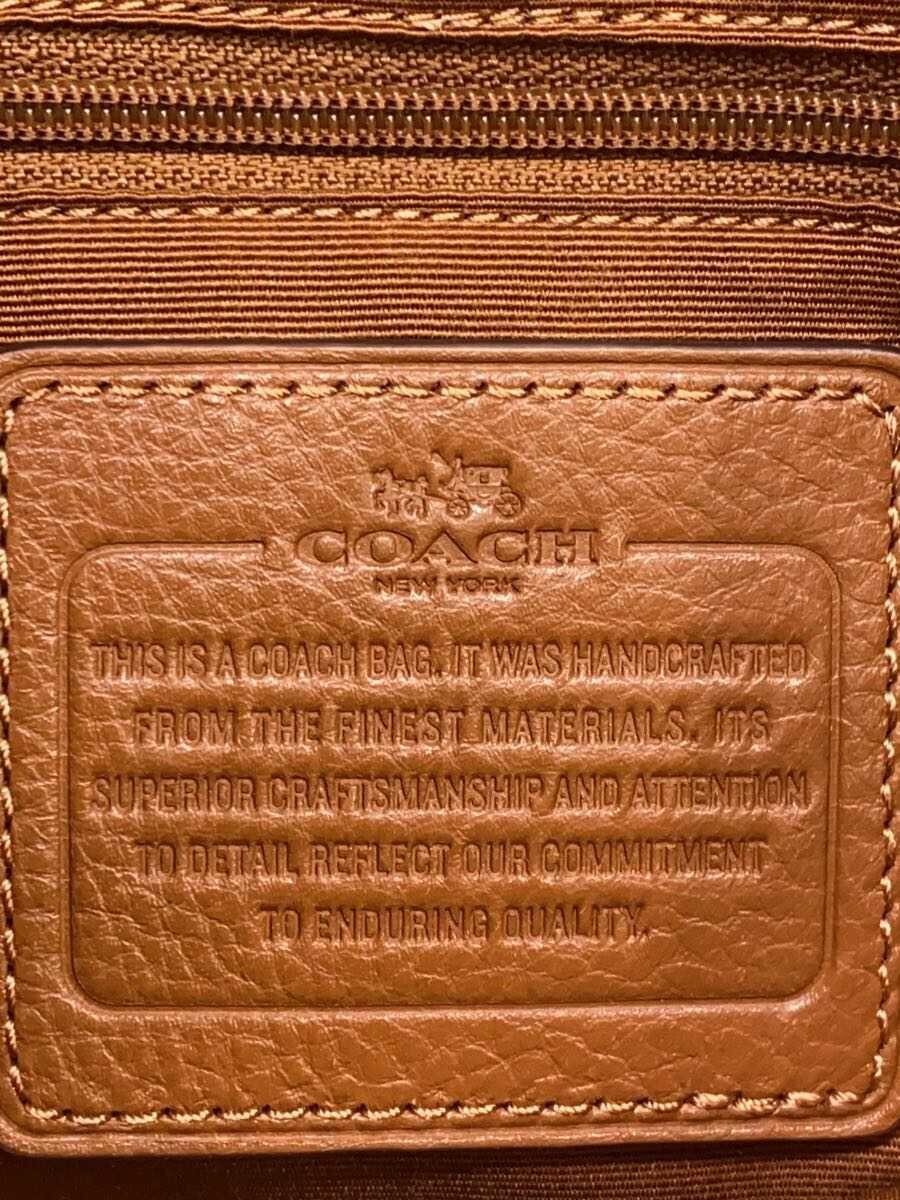 COACH
NEW YORK
THIS IS A COACH BAG. IT WAS HANDCRAFTED
FROM THE FINEST MATERIALS. ITS
SUPERIOR CRAFTSMANSHIP AND ATTENTION
TO DETAIL REFLECT OUR COMMITMENT
TO ENDURING QUALITY.